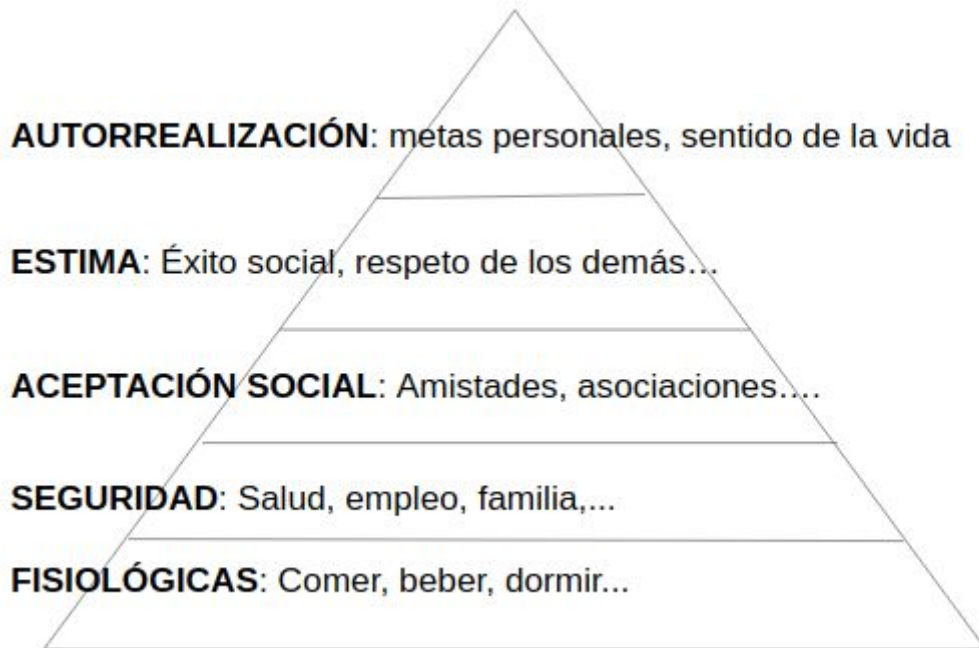 AUTORREALIZACIÓN: metas personales, sentido de la vida
ESTIMA: Éxito social, respeto de los demás...
ACEPTACIÓN SOCIAL: Amistades, asociaciones....
SEGURIDAD: Salud, empleo, familia,...
FISIOLÓGICAS: Comer, beber, dormir...